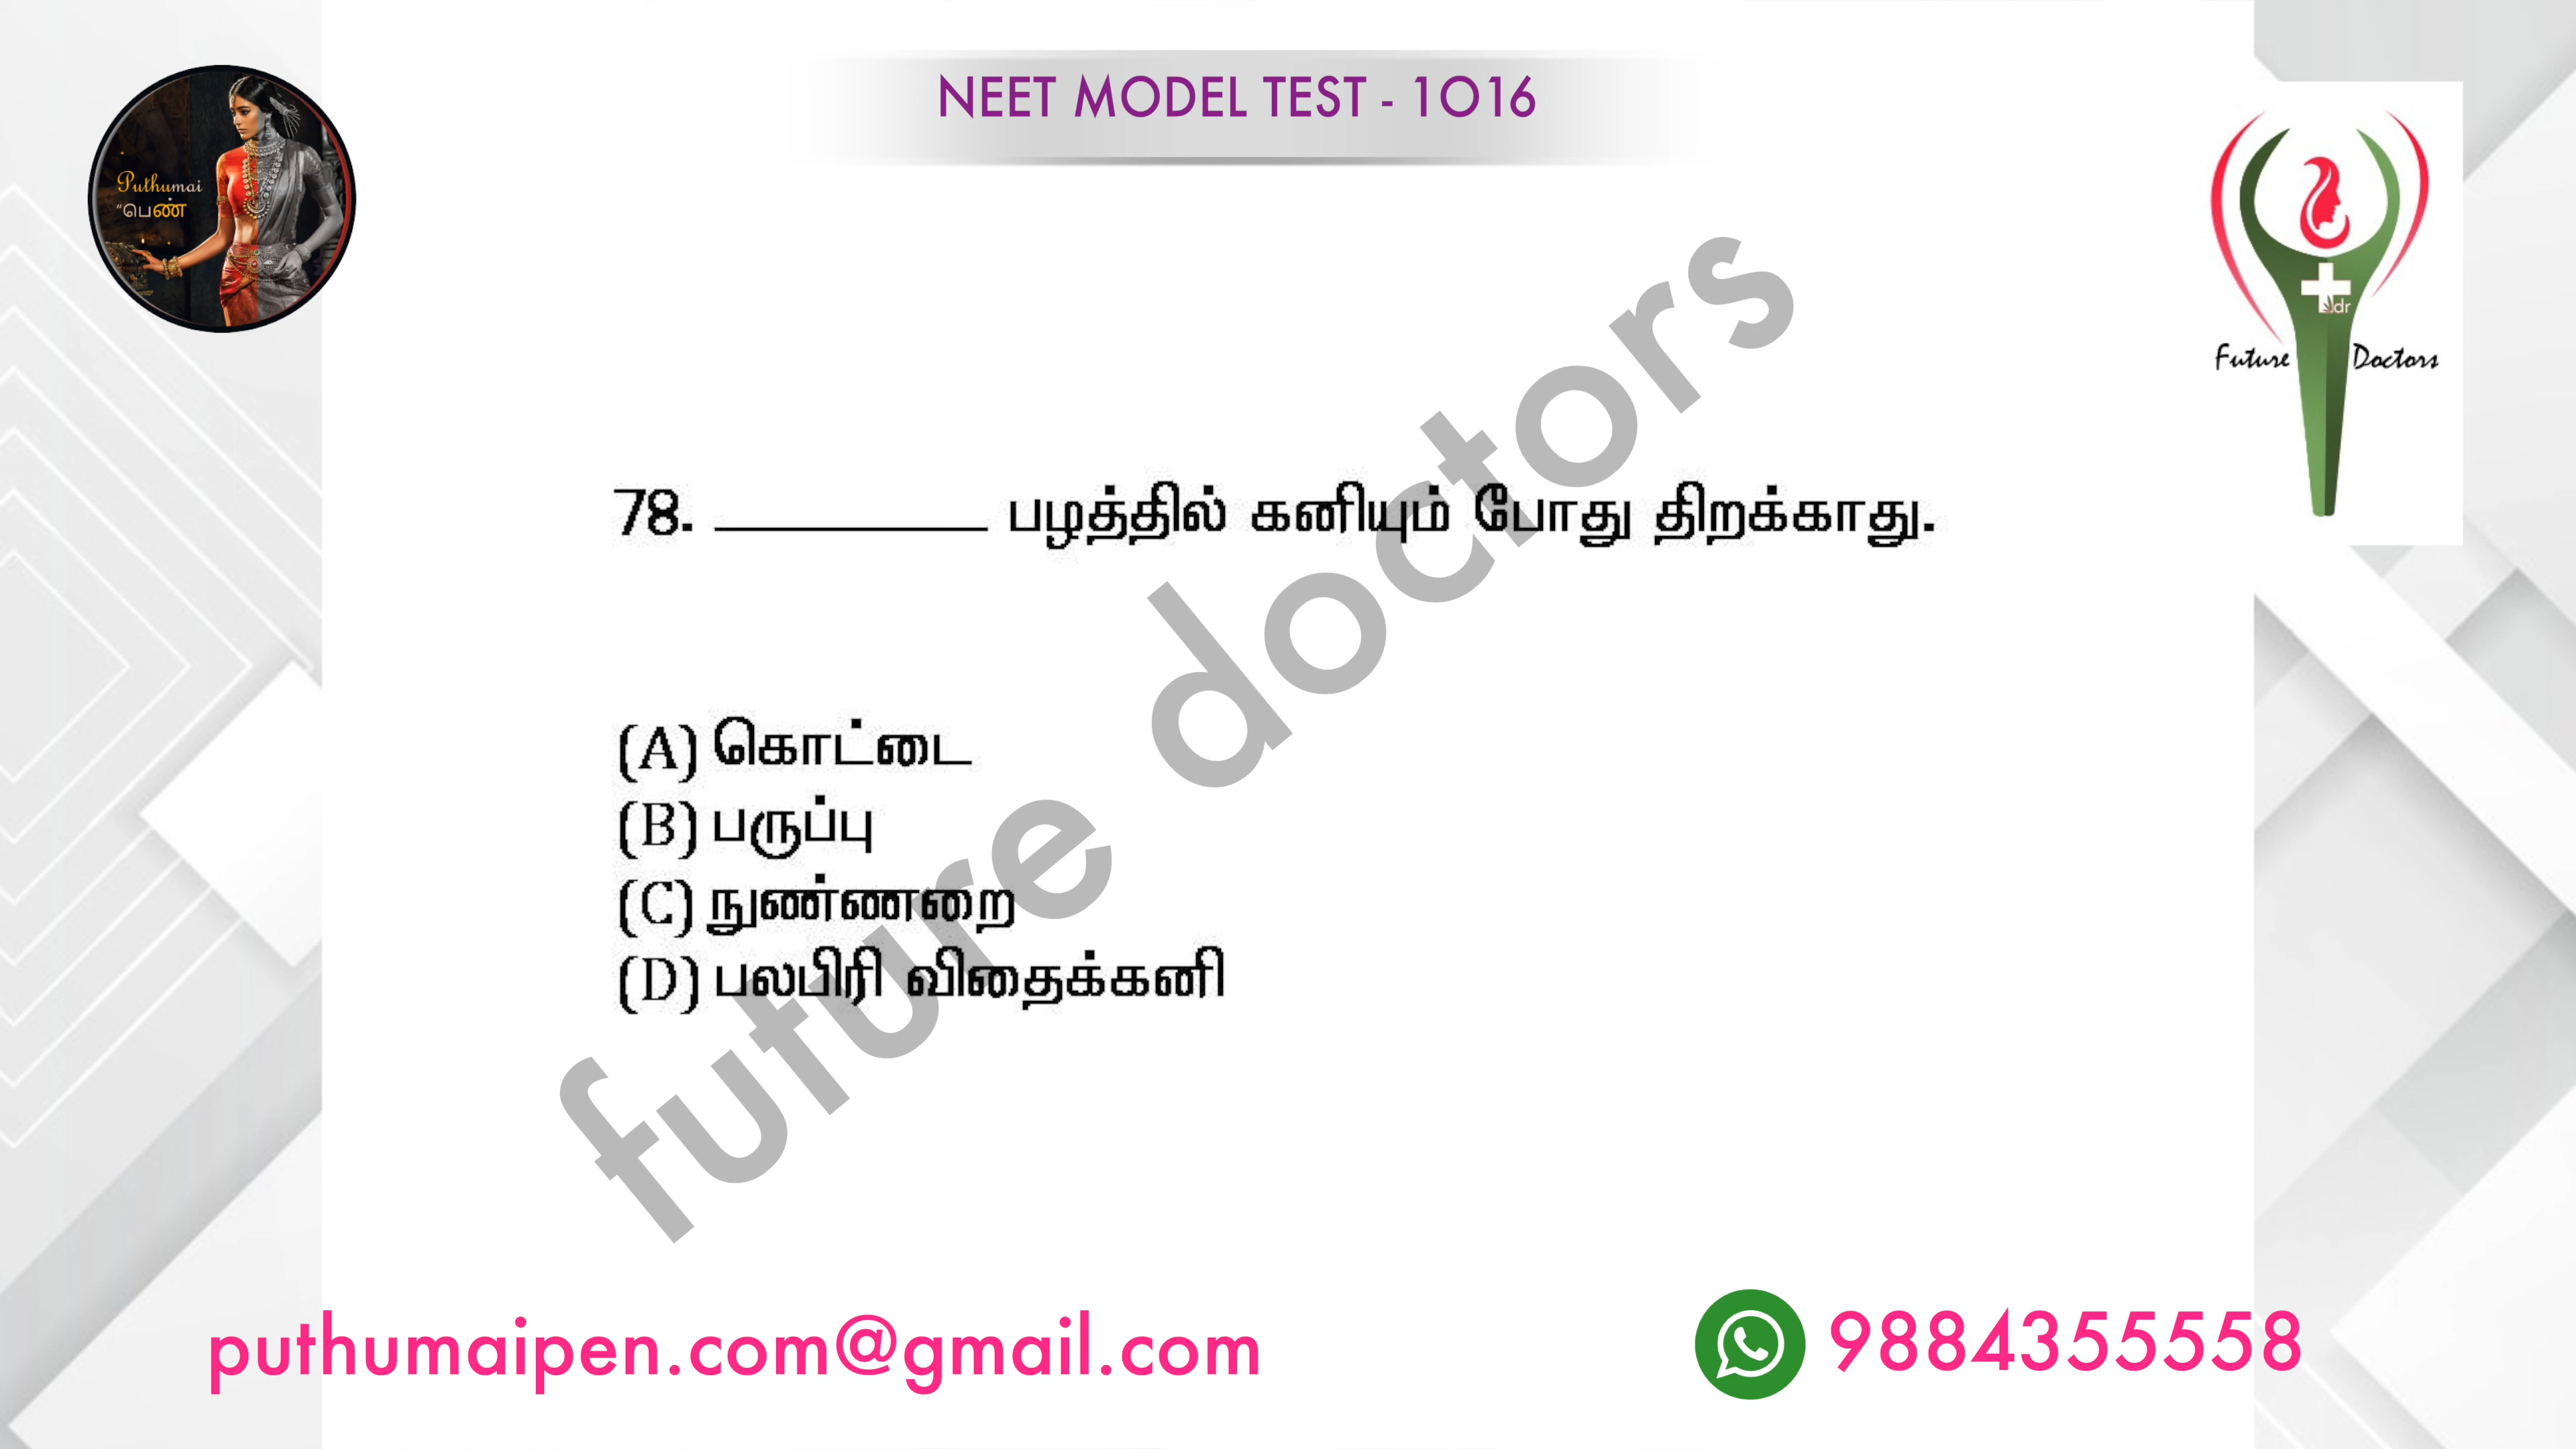 NEET MODEL TEST - 1016
Puthumai
"பெண்
dr
Future Doctors
78. ________ பழத்தில் கனியும் போது திறக்காது.
(A) கொட்டை
(B) பருப்பு
(C) நுண்ணறை
(D) பலபிரி விதைக்கனி
future doctors
puthumaipen.com@gmail.com
9884355558